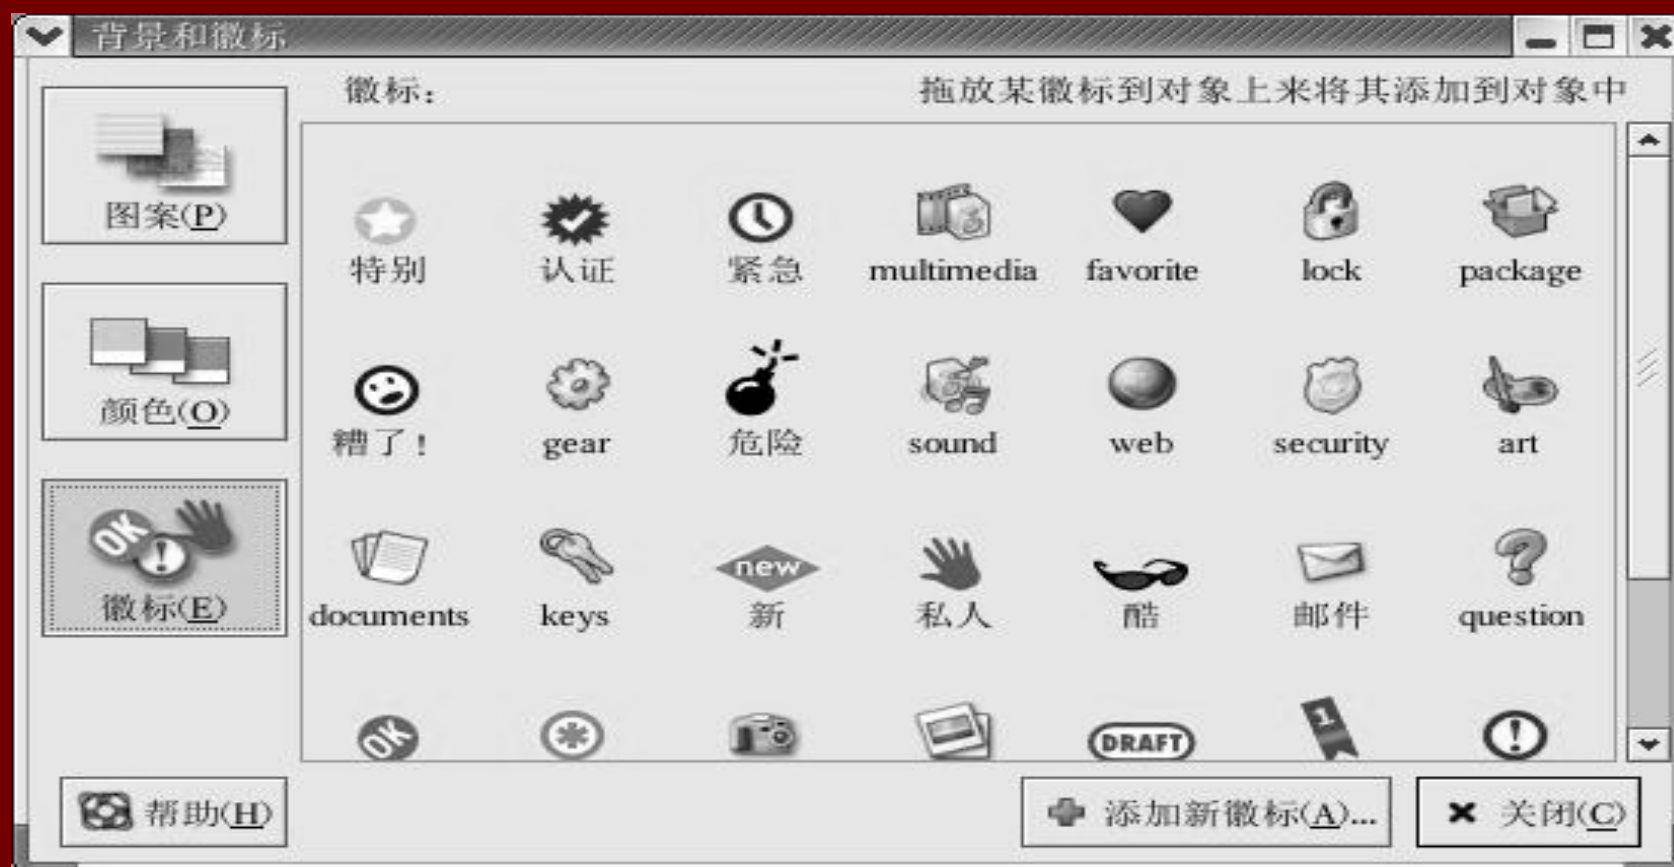 背景和徽标
徽标：
拖放某徽标到对象上来将其添加到对象中
图案(P)
颜色(O)
徽标(E)
特别 认证 紧急 multimedia favorite lock package
糟了！ gear 危险 sound web security art
new
documents keys 新 私人 酷 邮件 question
OK DRAFT 1
帮助(H)
添加新徽标(A)...
关闭(C)